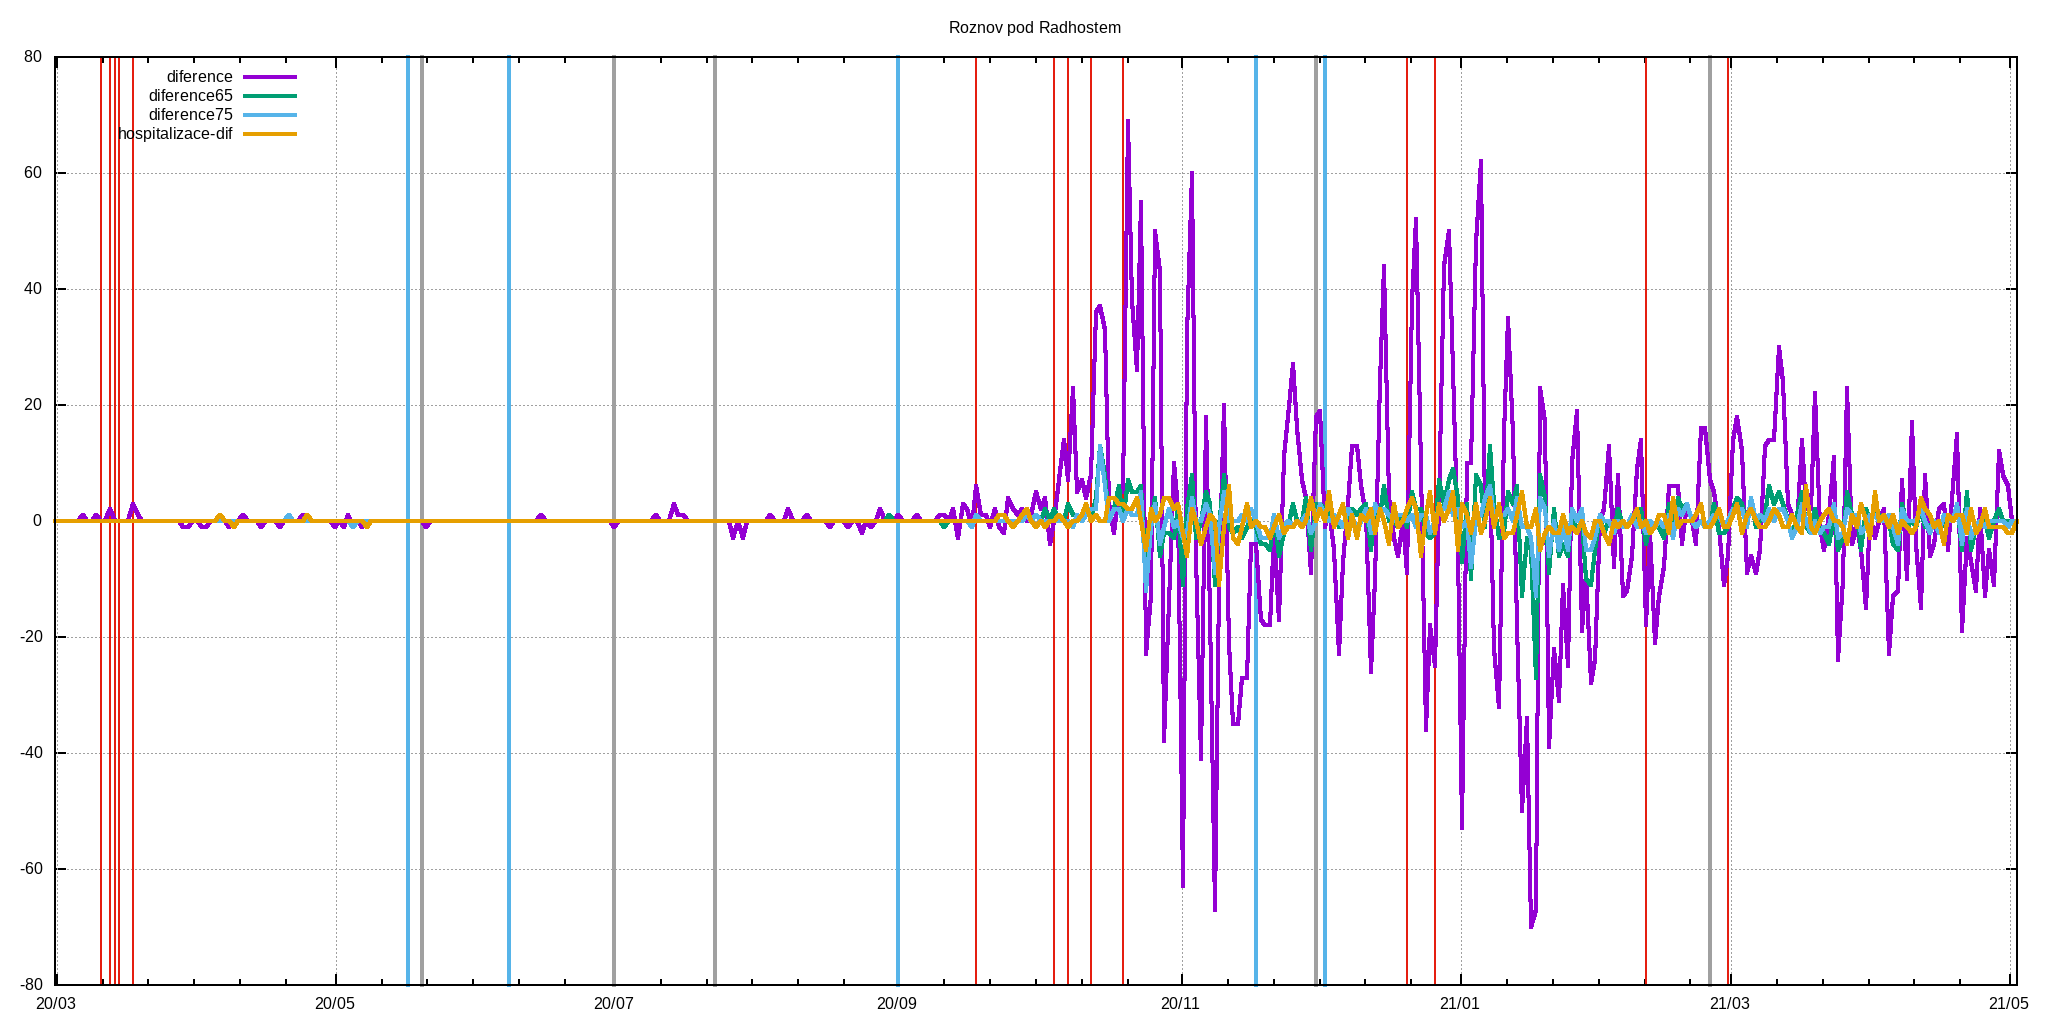 Roznov pod Radhostem
80
diference
diference65
diference75
hospitalizace-dif
60
40
20
0
-20
-40
-60
-80
20/03 20/05 20/07 20/09 20/11 21/01 21/03 21/05